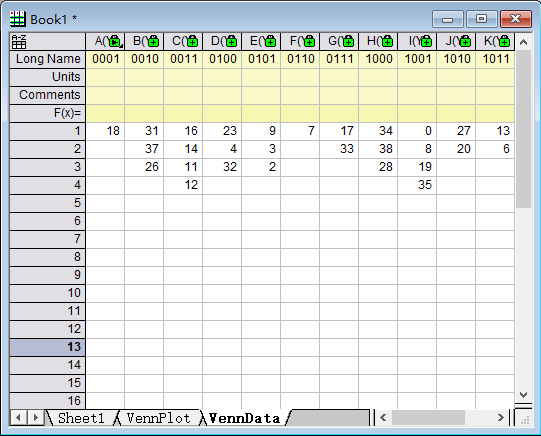 Book1 *
A(Y) B(Y) C(Y) D(Y) E(Y) F(Y) G(Y) H(Y) I(Y) J(Y) K(Y)
Long Name 0001 0010 0011 0100 0101 0110 0111 1000 1001 1010 1011
Units
Comments
F(x)=
1 18 31 16 23 9 7 17 34 0 27 13
2 37 14 4 3 33 38 8 20 6
3 26 11 32 2 28 19
4 12 35
5
6
7
8
9
10
11
12
13
14
15
16
Sheet1 VennPlot VennData